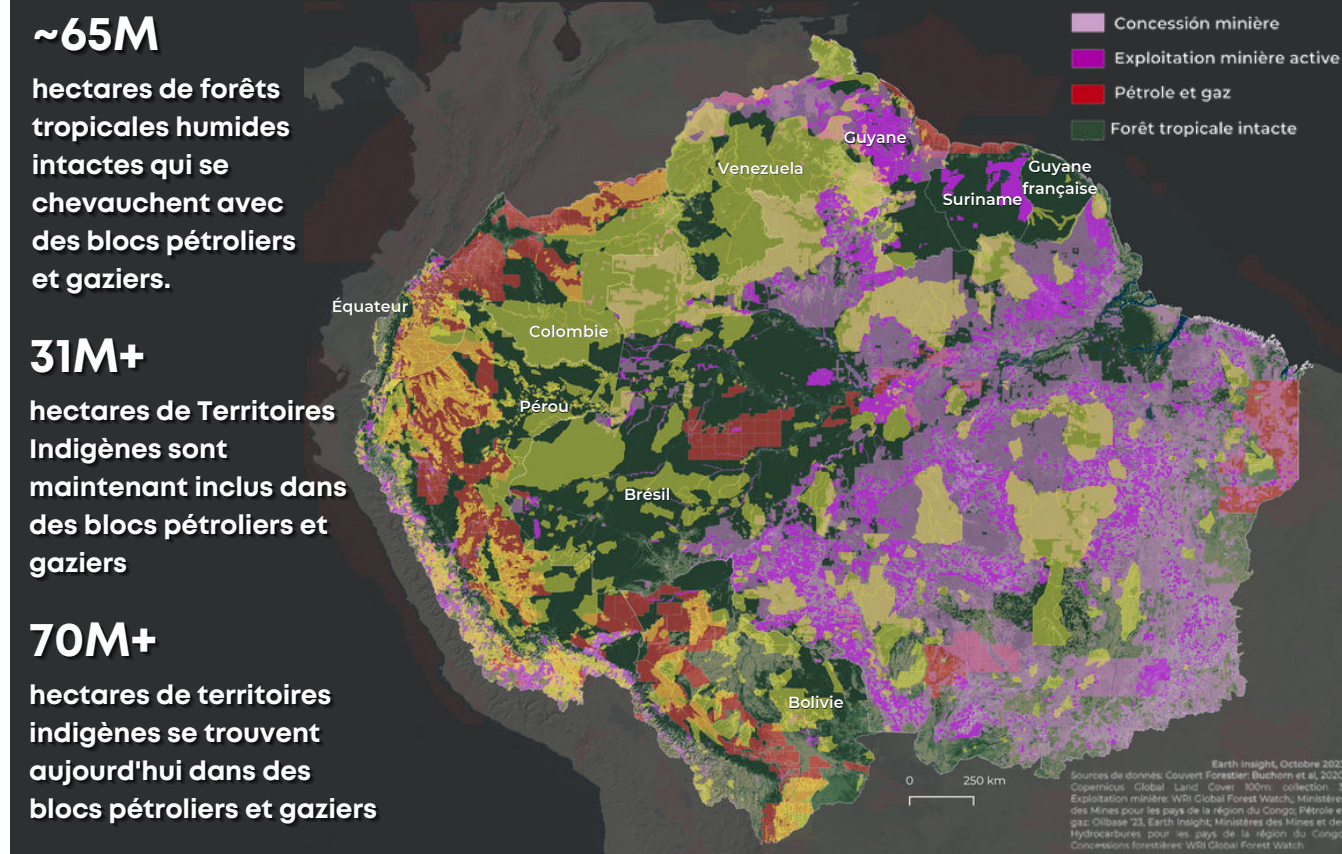 ~65M
hectares de forêts
tropicales humides
intactes qui se
chevauchent avec
des blocs pétroliers
et gaziers.
31M+
hectares de Territoires
Indigènes sont
maintenant inclus dans
des blocs pétroliers et
gaziers
70M+
hectares de territoires
indigènes se trouvent
aujourd'hui dans des
blocs pétroliers et gaziers
Concessión minière
Exploitation minière active
Pétrole et gaz
Forêt tropicale intacte
Guyane
Venezuela
Guyane
française
Suriname
Équateur
Colombie
Pérou
Brésil
Bolivie
0 250 km
Earth Insight, Octobre 2023
Sources de donnés: Couvert Forestier: Buchorn et al, 2020
Copernicus Global Land Cover 100m: collection 3
Exploitation minière: WRI Global Forest Watch,; Ministères
des Mines pour les pays de la région du Congo; Pétrole et
gaz: Oilbase '23, Earth Insight; Ministères des Mines et des
Hydrocarbures pour les pays de la région du Congo
Concessions forestières: WRI Global Forest Watch